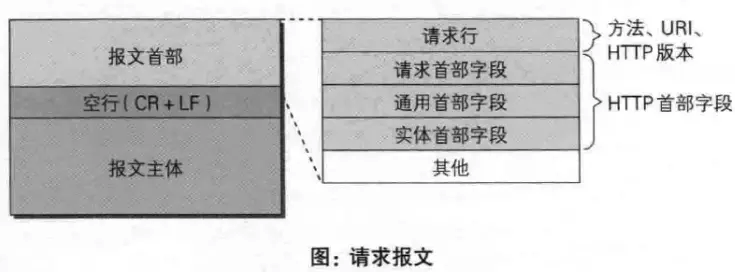 报文首部
空行(CR+LF)
报文主体
请求行
请求首部字段
通用首部字段
实体首部字段
其他
方法、URI、
HTTP版本
HTTP首部字段
图：请求报文